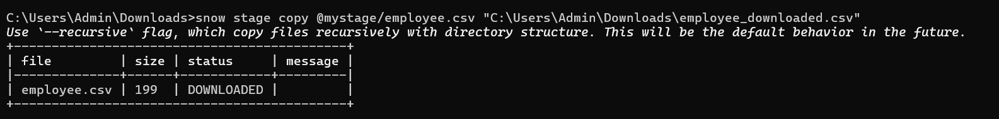 C:\Users\Admin\Downloads>snow stage copy @mystage/employee.csv "C:\Users\Admin\Downloads\employee_downloaded.csv"
Use `--recursive` flag, which copy files recursively with directory structure. This will be the default behavior in the future.
+--------------------------------------------+
| file         | size | status     | message |
|--------------+------+------------+---------|
| employee.csv | 199  | DOWNLOADED |         |
+--------------------------------------------+